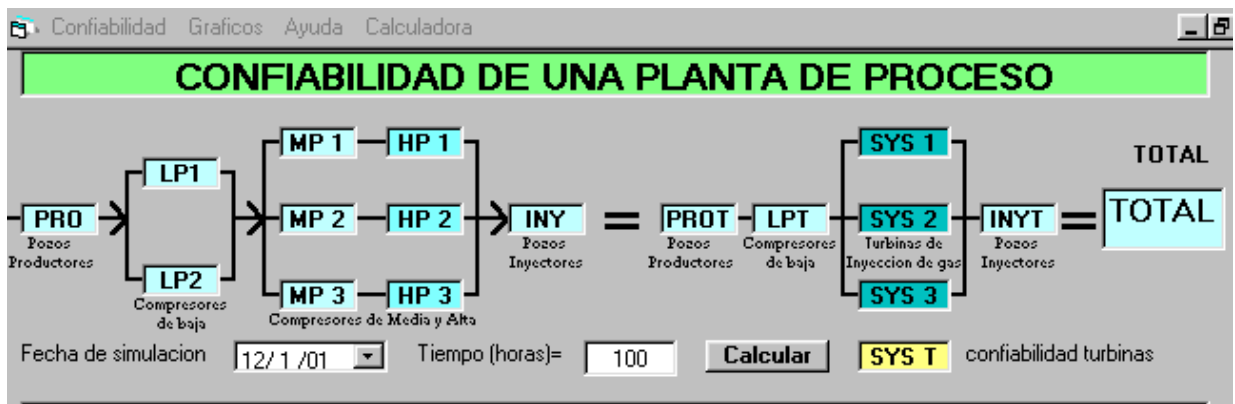 Confiabilidad Graficos Ayuda Calculadora
CONFIABILIDAD DE UNA PLANTA DE PROCESO
MP 1 HP 1 SYS 1
LP1 TOTAL
PRO MP 2 HP 2 INY = PROT LPT SYS 2 INYT = TOTAL
Pozos Productores
Pozos Inyectores
Pozos Productores
Compresores de baja
Turbinas de Inyeccion de gas
Pozos Inyectores
LP2
Compresores de baja
MP 3 HP 3 SYS 3
Compresores de Media y Alta
Fecha de simulacion 12/ 1 /01 Tiempo (horas)= 100 Calcular SYS T confiabilidad turbinas